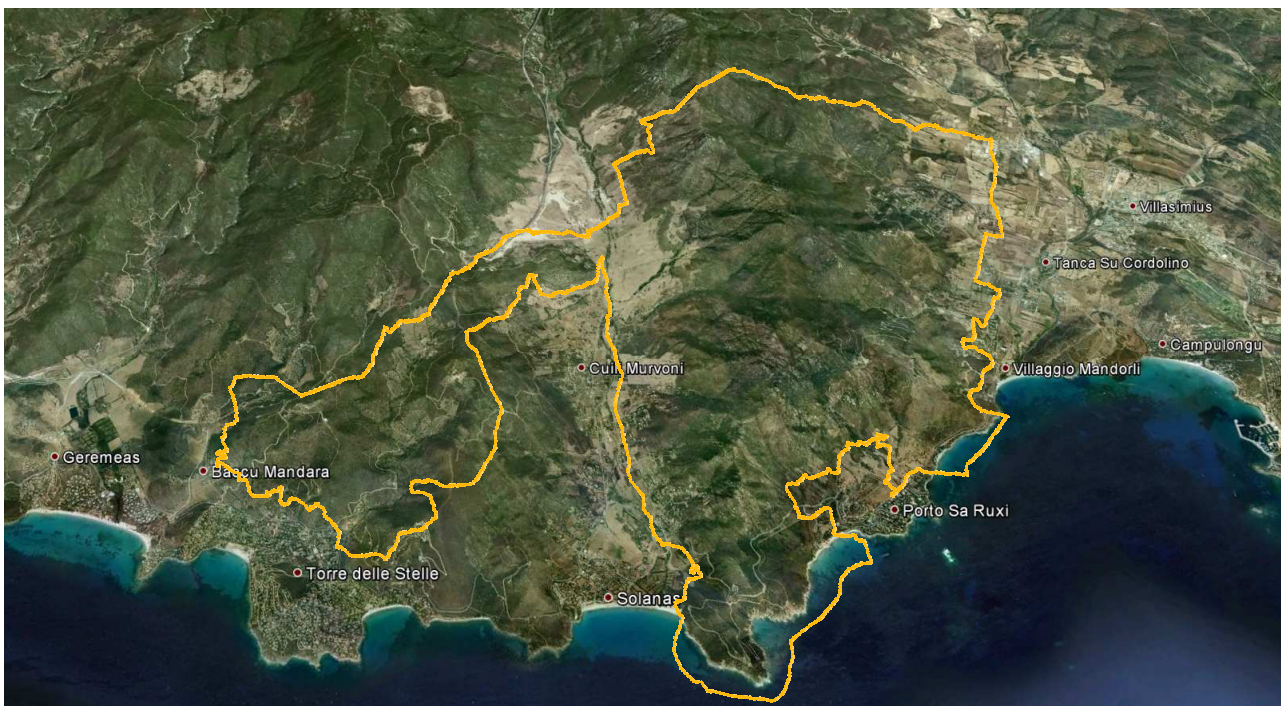 Villasimius
Tanca Su Cordolino
Campulongu
Cuili Murvoni
Villaggio Mandorli
Geremeas
Baccu Mandara
Porto Sa Ruxi
Torre delle Stelle
Solanas